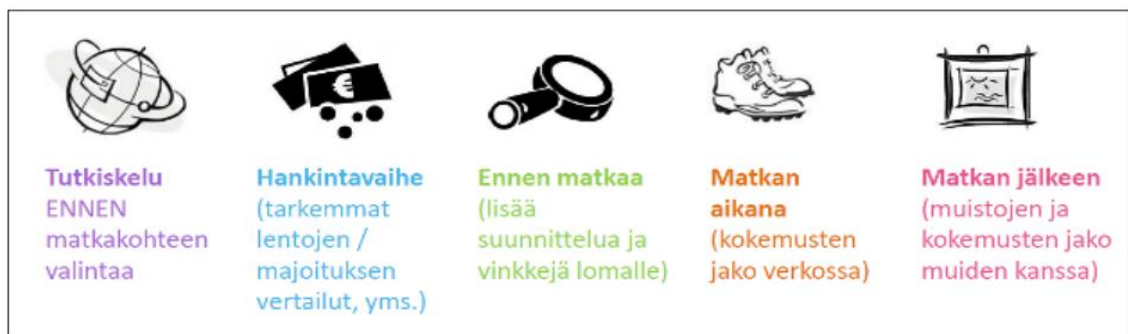 Tutkiskelu
ENNEN
matkakohteen
valintaa
Hankintavaihe
(tarkemmat
lentojen /
majoituksen
vertailut, yms.)
Ennen matkaa
(lisää
suunnittelua ja
vinkkejä lomalle)
Matkan
aikana
(kokemusten
jako verkossa)
Matkan jälkeen
(muistojen ja
kokemusten jako
muiden kanssa)